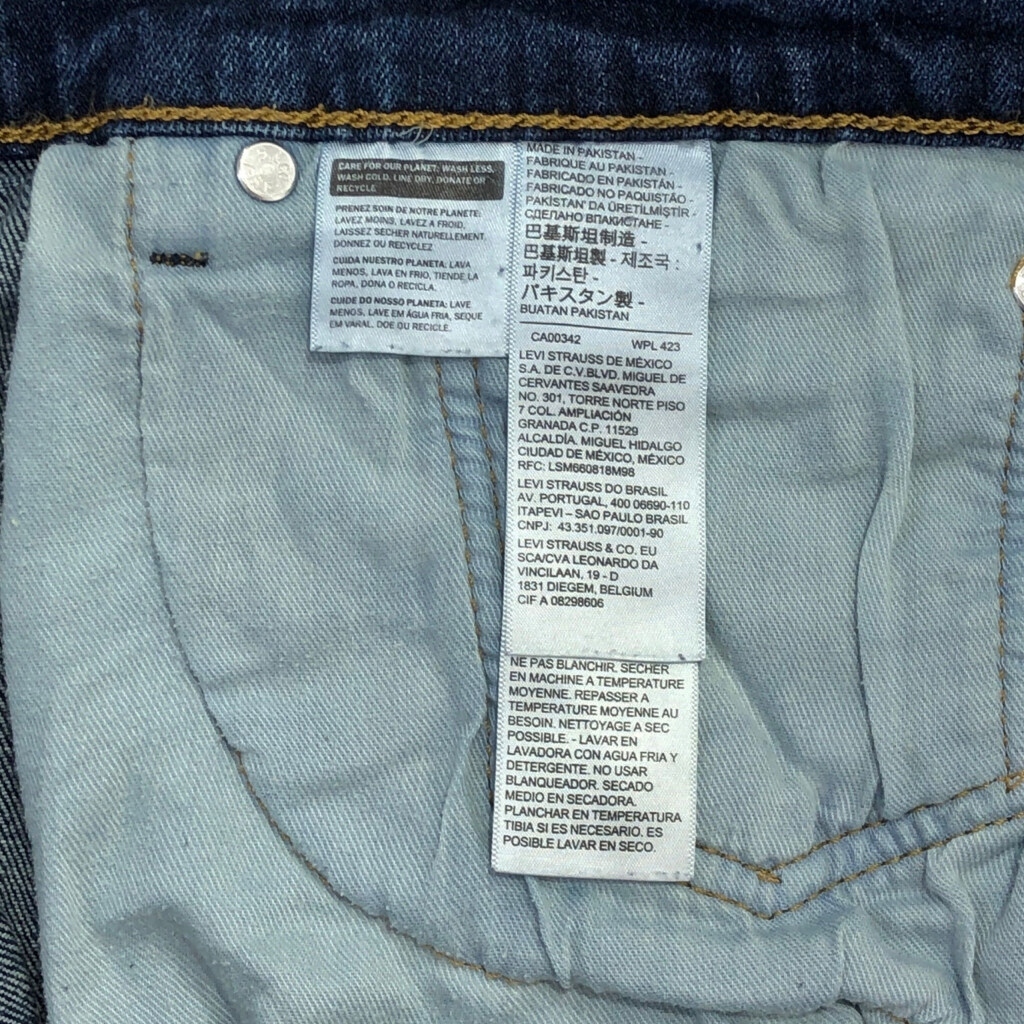 CARE FOR OUR PLANET: WASH LESS,
WASH COLD, LINE DRY, DONATE OR
RECYCLE
PRENEZ SOIN DE NOTRE PLANETE:
LAVEZ MOINS, LAVEZ A FROID,
LAISSEZ SECHER NATURELLEMENT,
DONNEZ OU RECYCLEZ
CUIDA NUESTRO PLANETA: LAVA
MENOS, LAVA EN FRIO, TIENDE LA
ROPA, DONA O RECICLA.
CUIDE DO NOSSO PLANETA: LAVE
MENOS, LAVE EM ÁGUA FRIA, SEQUE
EM VARAL, DOE OU RECICLE.
MADE IN PAKISTAN -
FABRIQUE AU PAKISTAN -
FABRICADO EN PAKISTÁN -
FABRICADO NO PAQUISTÃO -
PAKİSTAN' DA ÜRETİLMİŞTİR -
СДЕЛАНО ВПАКИСТАНЕ -
巴基斯坦制造 -
巴基斯坦製 - 제조국 :
파키스탄 -
パキスタン製 -
BUATAN PAKISTAN
CA00342 WPL 423
LEVI STRAUSS DE MÉXICO
S.A. DE C.V.BLVD. MIGUEL DE
CERVANTES SAAVEDRA
NO. 301, TORRE NORTE PISO
7 COL. AMPLIACIÓN
GRANADA C.P. 11529
ALCALDÍA. MIGUEL HIDALGO
CIUDAD DE MÉXICO, MÉXICO
RFC: LSM660818M98
LEVI STRAUSS DO BRASIL
AV. PORTUGAL, 400 06690-110
ITAPEVI – SAO PAULO BRASIL
CNPJ: 43.351.097/0001-90
LEVI STRAUSS & CO. EU
SCA/CVA LEONARDO DA
VINCILAAN, 19 - D
1831 DIEGEM, BELGIUM
CIF A 08298606
NE PAS BLANCHIR. SECHER
EN MACHINE A TEMPERATURE
MOYENNE. REPASSER A
TEMPERATURE MOYENNE AU
BESOIN. NETTOYAGE A SEC
POSSIBLE. - LAVAR EN
LAVADORA CON AGUA FRIA Y
DETERGENTE. NO USAR
BLANQUEADOR. SECADO
MEDIO EN SECADORA.
PLANCHAR EN TEMPERATURA
TIBIA SI ES NECESARIO. ES
POSIBLE LAVAR EN SECO.